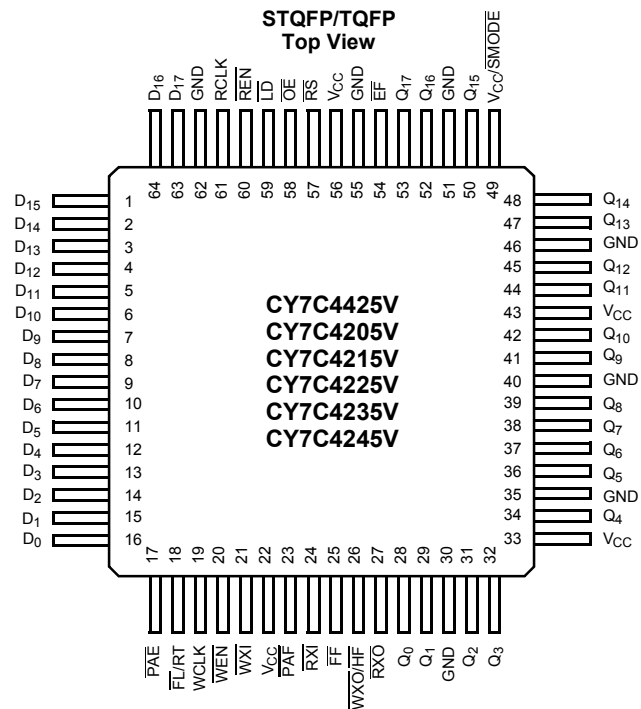 STQFP/TQFP
Top View
D16
D17
GND
RCLK
REN
LD
OE
RS
VCC
GND
EF
Q17
Q16
GND
Q15
VCC/SMODE
64
63
62
61
60
59
58
57
56
55
54
53
52
51
50
49
D15 1
D14 2
D13 3
D12 4
D11 5
D10 6
D9 7
D8 8
D7 9
D6 10
D5 11
D4 12
D3 13
D2 14
D1 15
D0 16
CY7C4425V
CY7C4205V
CY7C4215V
CY7C4225V
CY7C4235V
CY7C4245V
48 Q14
47 Q13
46 GND
45 Q12
44 Q11
43 VCC
42 Q10
41 Q9
40 GND
39 Q8
38 Q7
37 Q6
36 Q5
35 GND
34 Q4
33 VCC
17
18
19
20
21
22
23
24
25
26
27
28
29
30
31
32
PAE
FL/RT
WCLK
WEN
WXI
VCC
PAF
RXI
FF
WXO/HF
RXO
Q0
Q1
GND
Q2
Q3